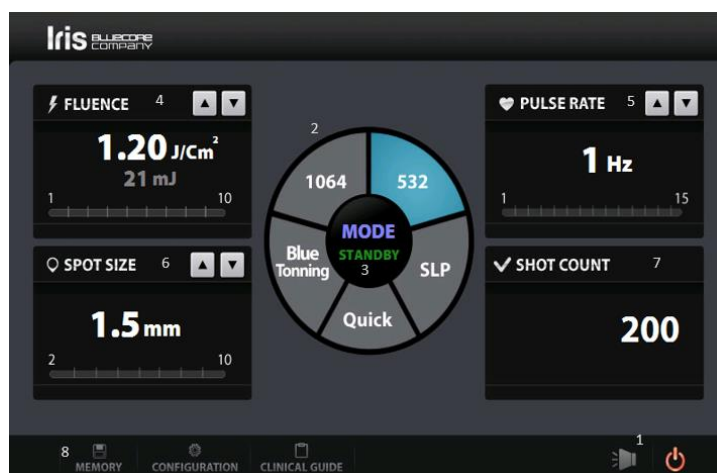 Iris BLUECORE COMPANY
FLUENCE 4 ▲ ▼
1.20 J/Cm²
21 mJ
1 10
SPOT SIZE 6 ▲ ▼
1.5 mm
2 10
2
1064
532
MODE
STANDBY
3
Blue
Tonning
SLP
Quick
PULSE RATE 5 ▲ ▼
1 Hz
1 15
SHOT COUNT 7
200
8
MEMORY
CONFIGURATION
CLINICAL GUIDE
1